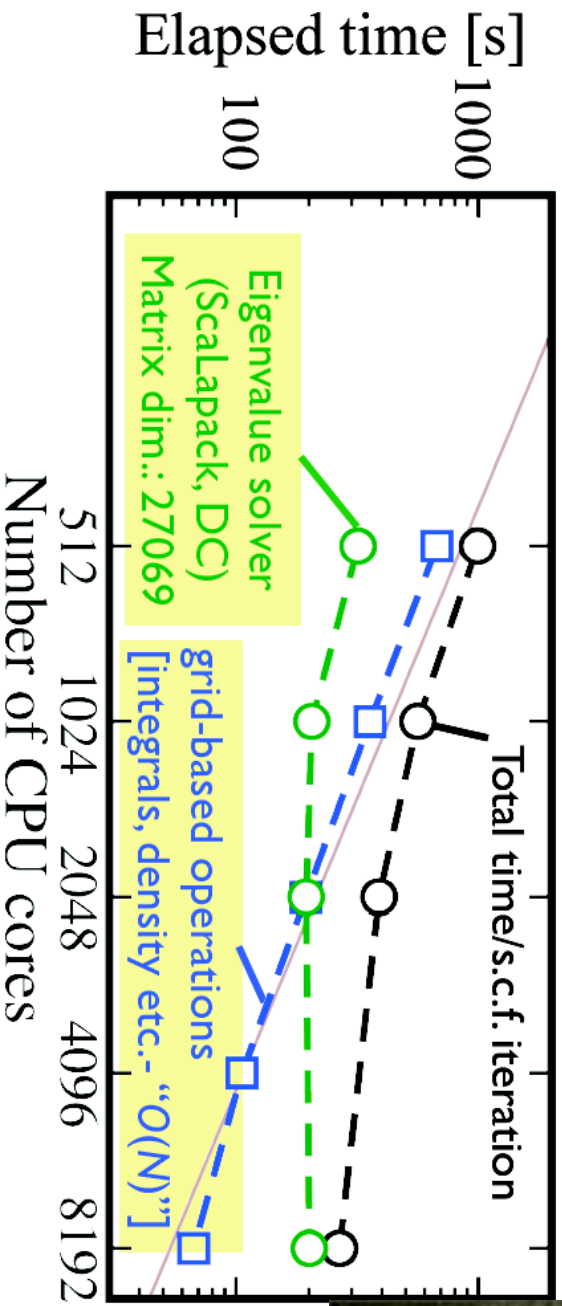 Elapsed time [s]
1000
100
Total time/s.c.f. iteration
Eigenvalue solver
(ScaLapack, DC)
Matrix dim.: 27069
grid-based operations
[integrals, density etc.- “O(N)”]
512
1024
2048
4096
8192
Number of CPU cores